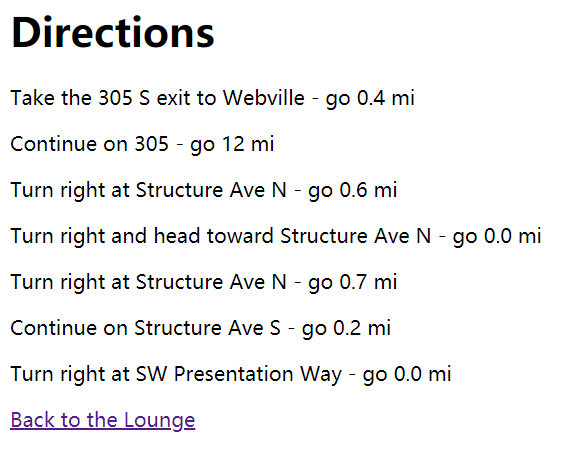 Directions
Take the 305 S exit to Webville - go 0.4 mi
Continue on 305 - go 12 mi
Turn right at Structure Ave N - go 0.6 mi
Turn right and head toward Structure Ave N - go 0.0 mi
Turn right at Structure Ave N - go 0.7 mi
Continue on Structure Ave S - go 0.2 mi
Turn right at SW Presentation Way - go 0.0 mi
Back to the Lounge